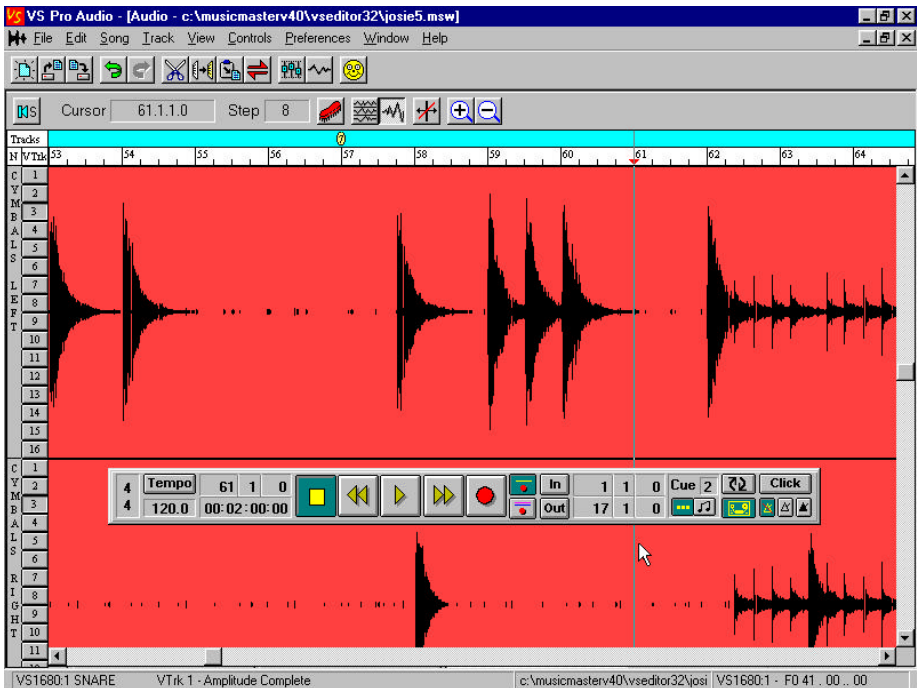 VS Pro Audio - [Audio - c:\musicmasterv40\vseditor32\josie5.msw]
File Edit Song Track View Controls Preferences Window Help
NS Cursor 61.1.1.0 Step 8
Tracks
N VTrk 53 54 55 56 57 58 59 60 61 62 63 64
CYMBALS LEFT
1
2
3
4
5
6
7
8
9
10
11
12
13
14
15
16
CYMBALS RIGHT
1
2
3
4
5
6
7
8
9
10
11
4 Tempo 61 1 0 In 1 1 0 Cue 2 Click
4 120.0 00:02:00:00 Out 17 1 0
VS1680:1 SNARE VTrk 1 - Amplitude Complete c:\musicmasterv40\vseditor32\josi VS1680:1 - F0 41 . 00 .. 00